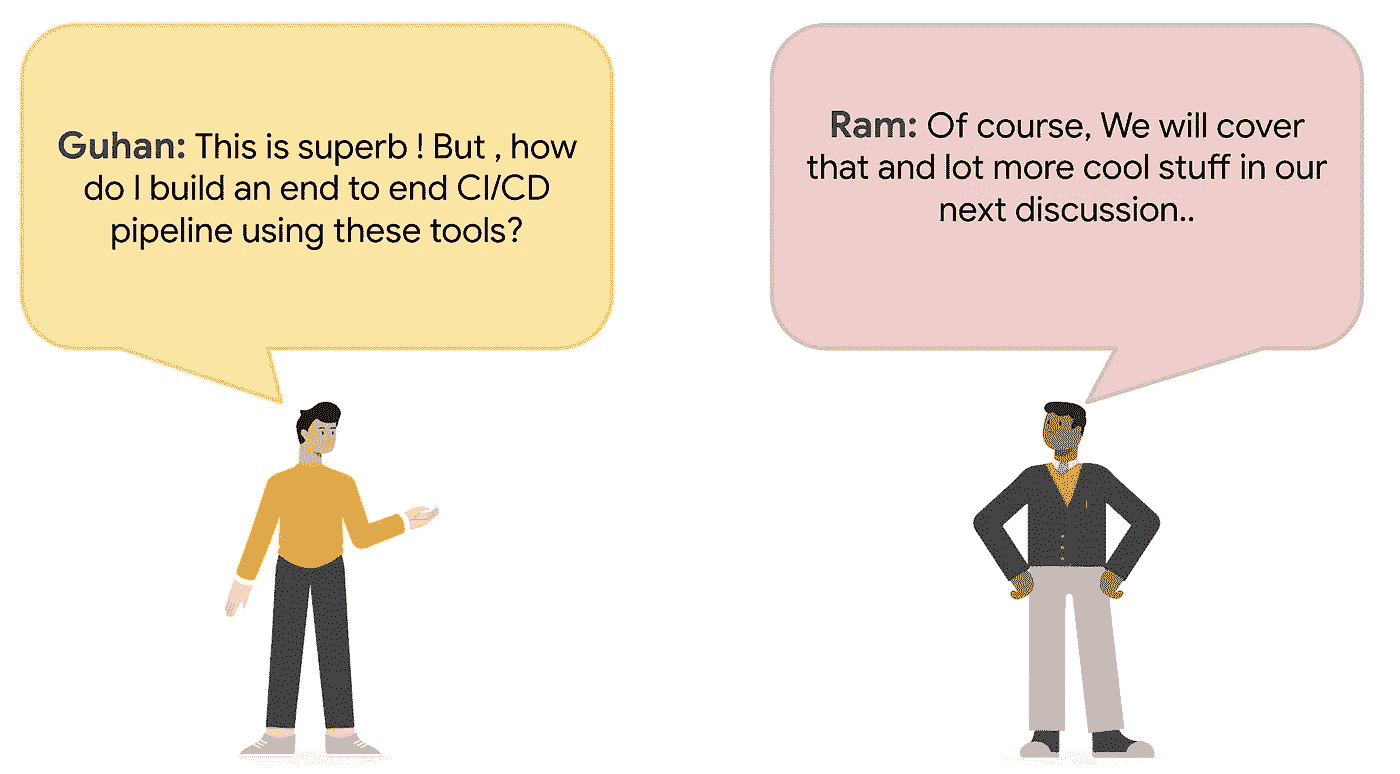 Guhan: This is superb ! But , how
do I build an end to end CI/CD
pipeline using these tools?
Ram: Of course, We will cover
that and lot more cool stuff in our
next discussion..